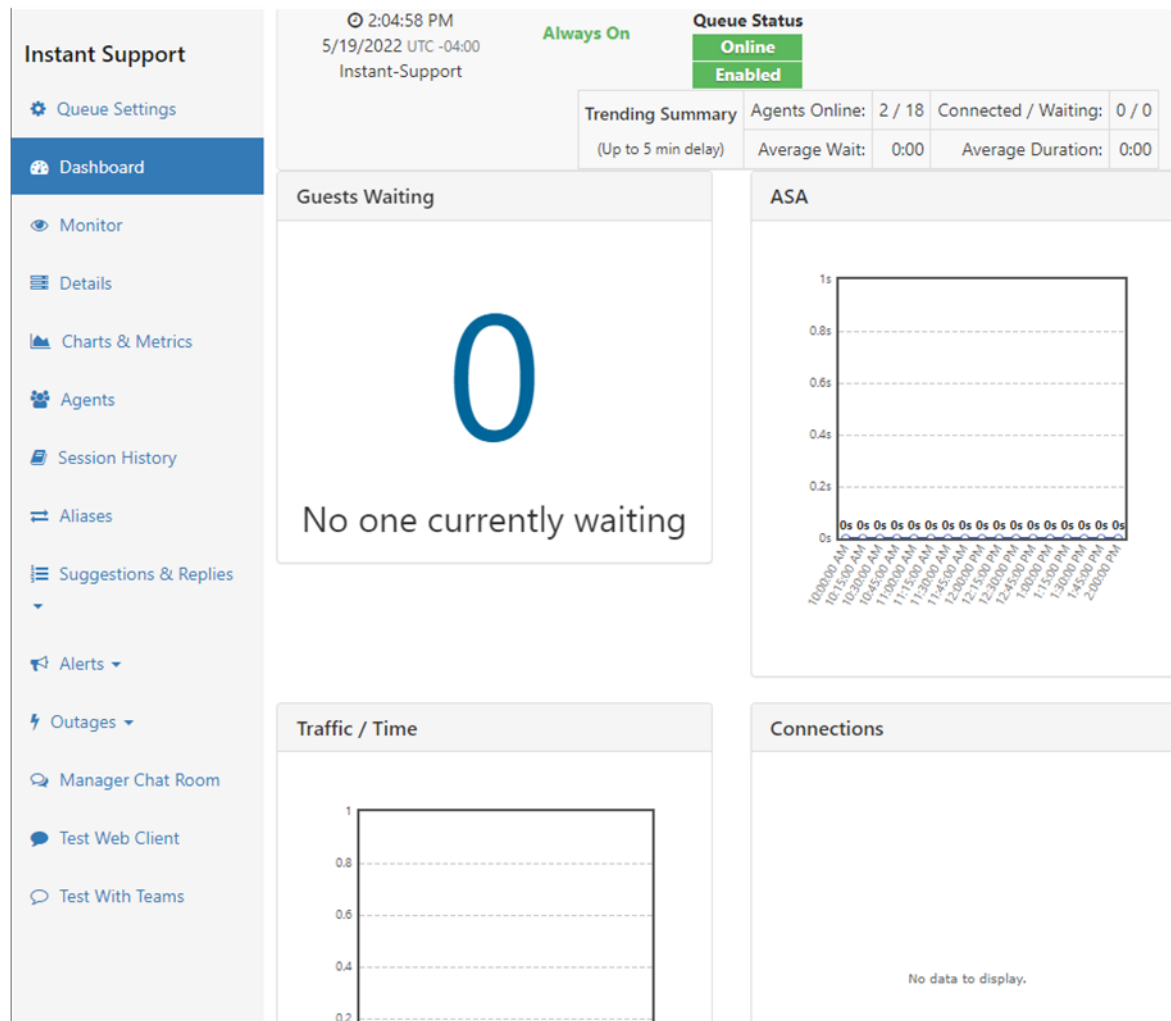 Instant Support
Queue Settings
Dashboard
Monitor
Details
Charts & Metrics
Agents
Session History
Aliases
Suggestions & Replies
Alerts
Outages
Manager Chat Room
Test Web Client
Test With Teams
2:04:58 PM
5/19/2022 UTC -04:00
Instant-Support
Always On
Queue Status
Online
Enabled
Trending Summary
(Up to 5 min delay)
Agents Online: 2 / 18 Connected / Waiting: 0 / 0
Average Wait: 0:00 Average Duration: 0:00
Guests Waiting
0
No one currently waiting
ASA
1s
0.8s
0.6s
0.4s
0.2s
0s
0s 0s 0s 0s 0s 0s 0s 0s 0s 0s 0s 0s 0s 0s 0s 0s 0s
10:00:00 AM
10:15:00 AM
10:30:00 AM
10:45:00 AM
11:00:00 AM
11:15:00 AM
11:30:00 AM
11:45:00 AM
12:00:00 PM
12:15:00 PM
12:30:00 PM
12:45:00 PM
1:00:00 PM
1:15:00 PM
1:30:00 PM
1:45:00 PM
2:00:00 PM
Traffic / Time
1
0.8
0.6
0.4
0.2
Connections
No data to display.